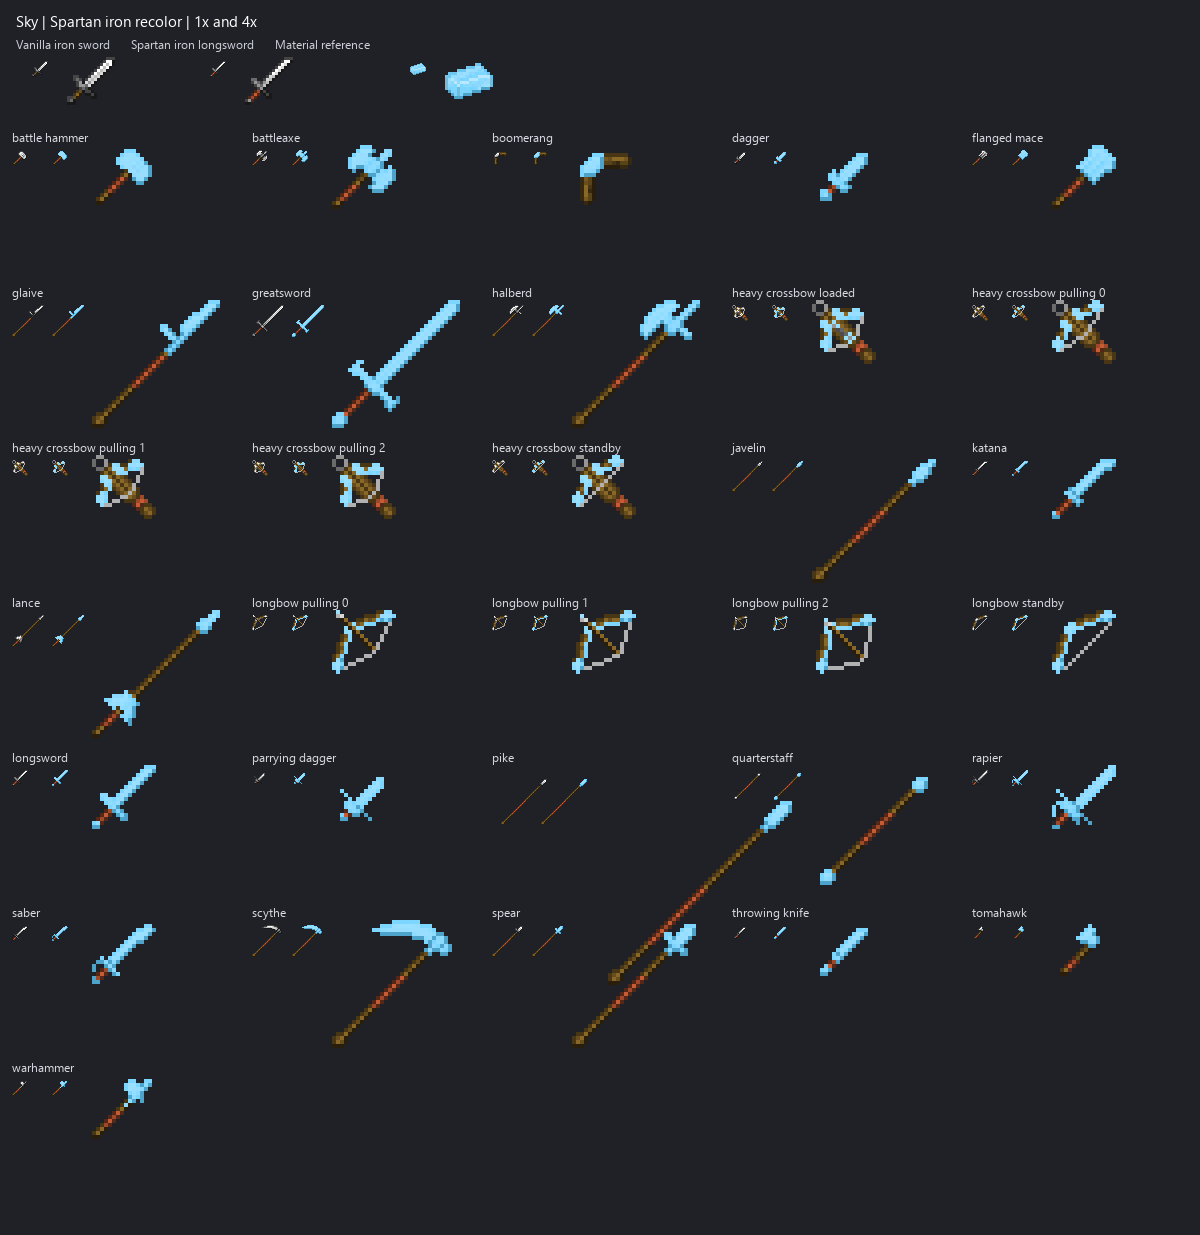 Sky | Spartan iron recolor | 1x and 4x
Vanilla iron sword Spartan iron longsword Material reference
battle hammer battleaxe boomerang dagger flanged mace
glaive greatsword halberd heavy crossbow loaded heavy crossbow pulling 0
heavy crossbow pulling 1 heavy crossbow pulling 2 heavy crossbow standby javelin katana
lance longbow pulling 0 longbow pulling 1 longbow pulling 2 longbow standby
longsword parrying dagger pike quarterstaff rapier
saber scythe spear throwing knife tomahawk
warhammer